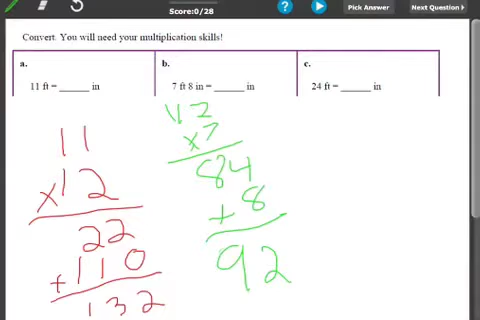 Score:0/28
?
Pick Answer
Next Question
Convert. You will need your multiplication skills!
a.
11 ft = ______ in
b.
7 ft 8 in = ______ in
c.
24 ft = ______ in
11
x12
22
+110
132
12
x7
84
+8
92